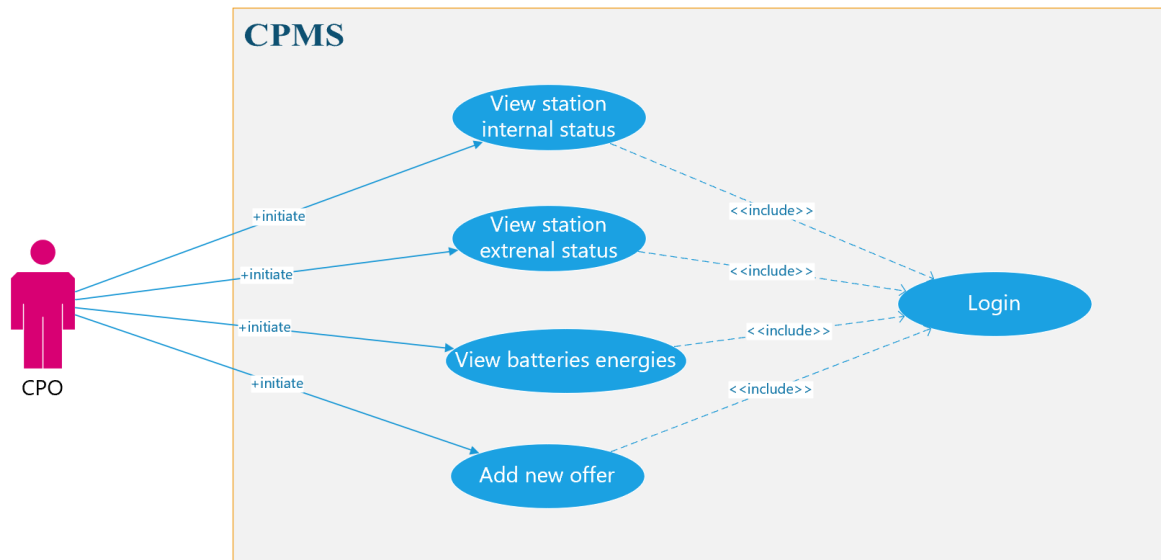 CPMS
View station
internal status
+initiate
<<include>>
View station
extrenal status
+initiate
<<include>>
Login
+initiate
<<include>>
View batteries energies
CPO
+initiate
<<include>>
Add new offer